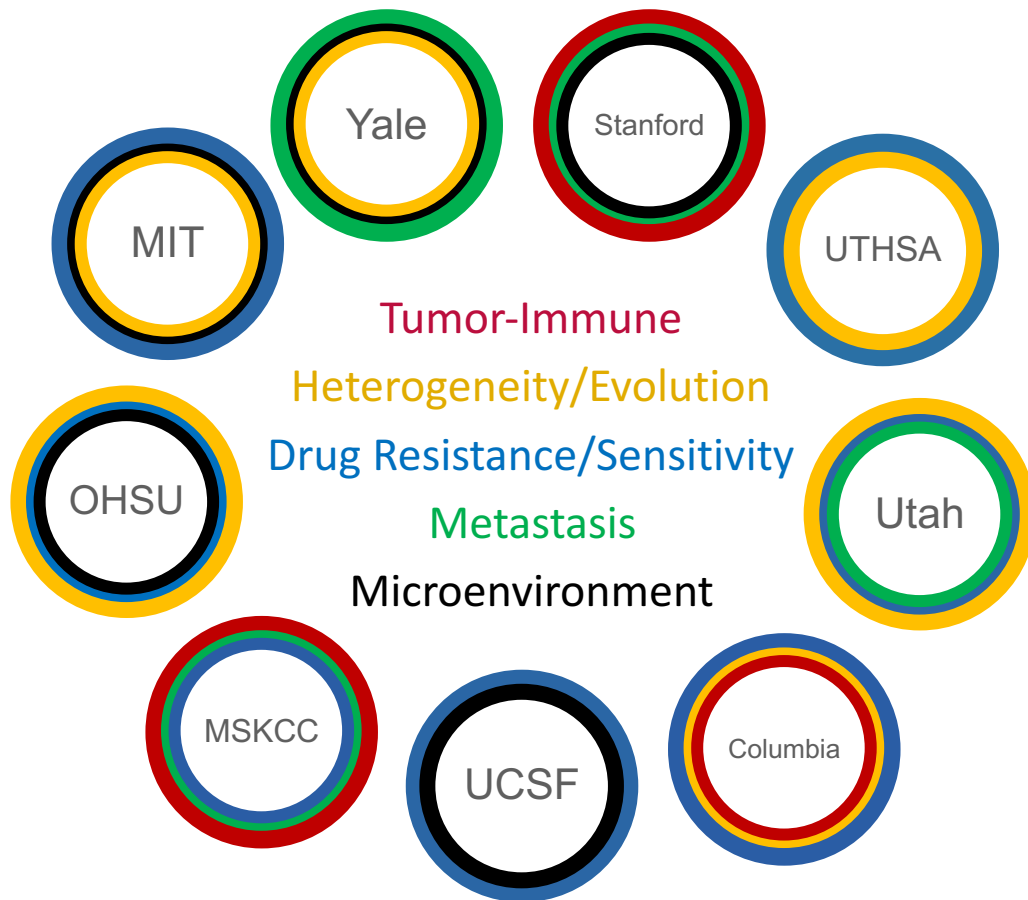 Yale
Stanford
MIT
UTHSA
Tumor-Immune
Heterogeneity/Evolution
Drug Resistance/Sensitivity
OHSU
Utah
Metastasis
Microenvironment
MSKCC
UCSF
Columbia